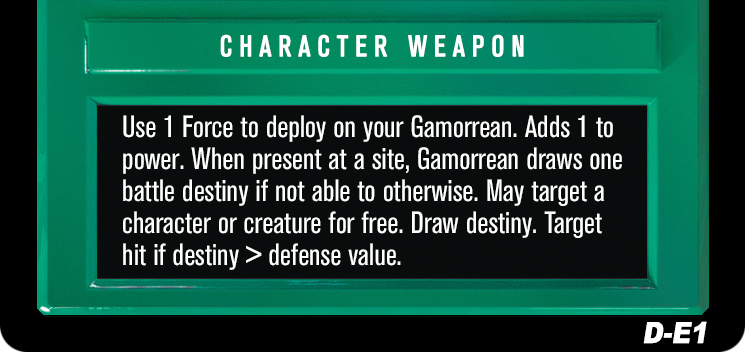 CHARACTER WEAPON
Use 1 Force to deploy on your Gamorrean. Adds 1 to
power. When present at a site, Gamorrean draws one
battle destiny if not able to otherwise. May target a
character or creature for free. Draw destiny. Target
hit if destiny > defense value.
D-E1